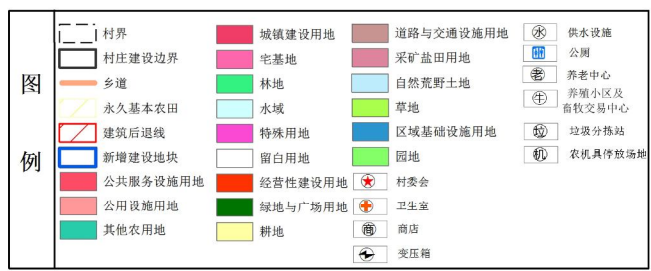 图例
村界
村庄建设边界
乡道
永久基本农田
建筑后退线
新增建设地块
公共服务设施用地
公用设施用地
其他农用地
城镇建设用地
宅基地
林地
水域
特殊用地
留白用地
经营性建设用地
绿地与广场用地
耕地
道路与交通设施用地
采矿盐田用地
自然荒野土地
草地
区域基础设施用地
园地
村委会
卫生室
商 商店
变压箱
水 供水设施
公厕
老 养老中心
牛 养殖小区及
畜牧交易中心
垃 垃圾分拣站
机 农机具停放场地